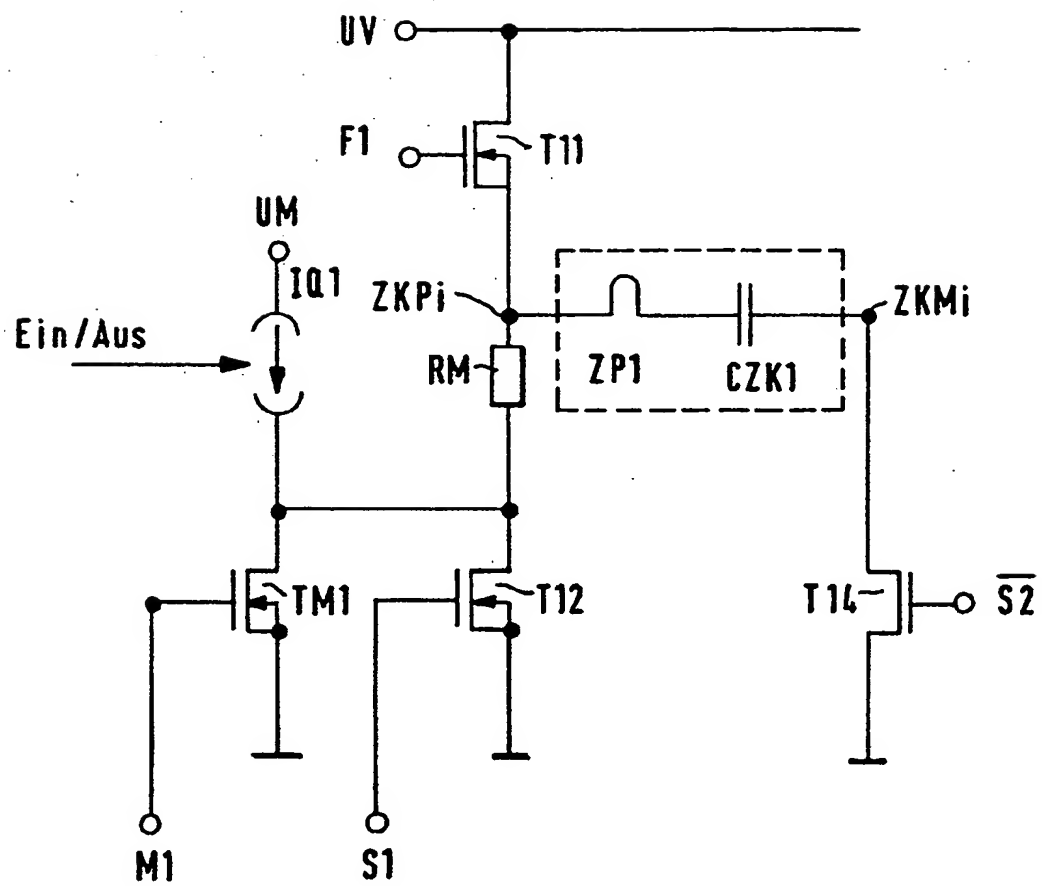 UV
F1
T11
UM
IQ1
ZKPi
ZKMi
Ein/Aus
RM
ZP1
CZK1
TM1
T12
T14
S2
M1
S1